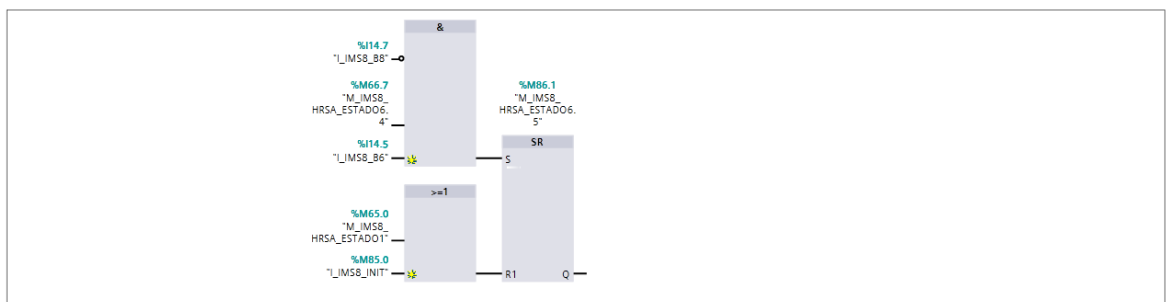 &
%I14.7
"I_IMS8_B8"
%M66.7
"M_IMS8_
HRSA_ESTADO6.
4"
%I14.5
"I_IMS8_B6"
%M86.1
"M_IMS8_
HRSA_ESTADO6.
5"
SR
S
>=1
%M65.0
"M_IMS8_
HRSA_ESTADO1"
%M85.0
"I_IMS8_INIT"
R1
Q